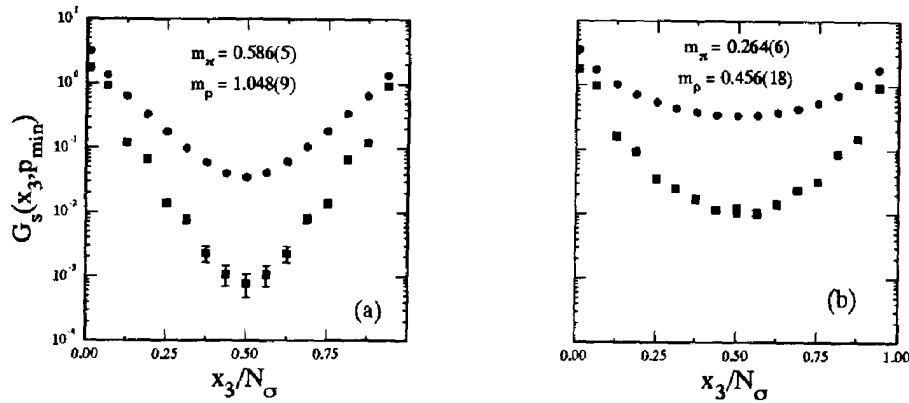 10¹
10⁰
10⁻¹
10⁻²
10⁻³
10⁻⁴
G_s(x_3,p_min)
m_π = 0.586(5)
m_ρ = 1.048(9)
(a)
0.00 0.25 0.50 0.75
x_3/N_σ
m_π = 0.264(6)
m_ρ = 0.456(18)
(b)
0.00 0.25 0.50 0.75 1.00
x_3/N_σ